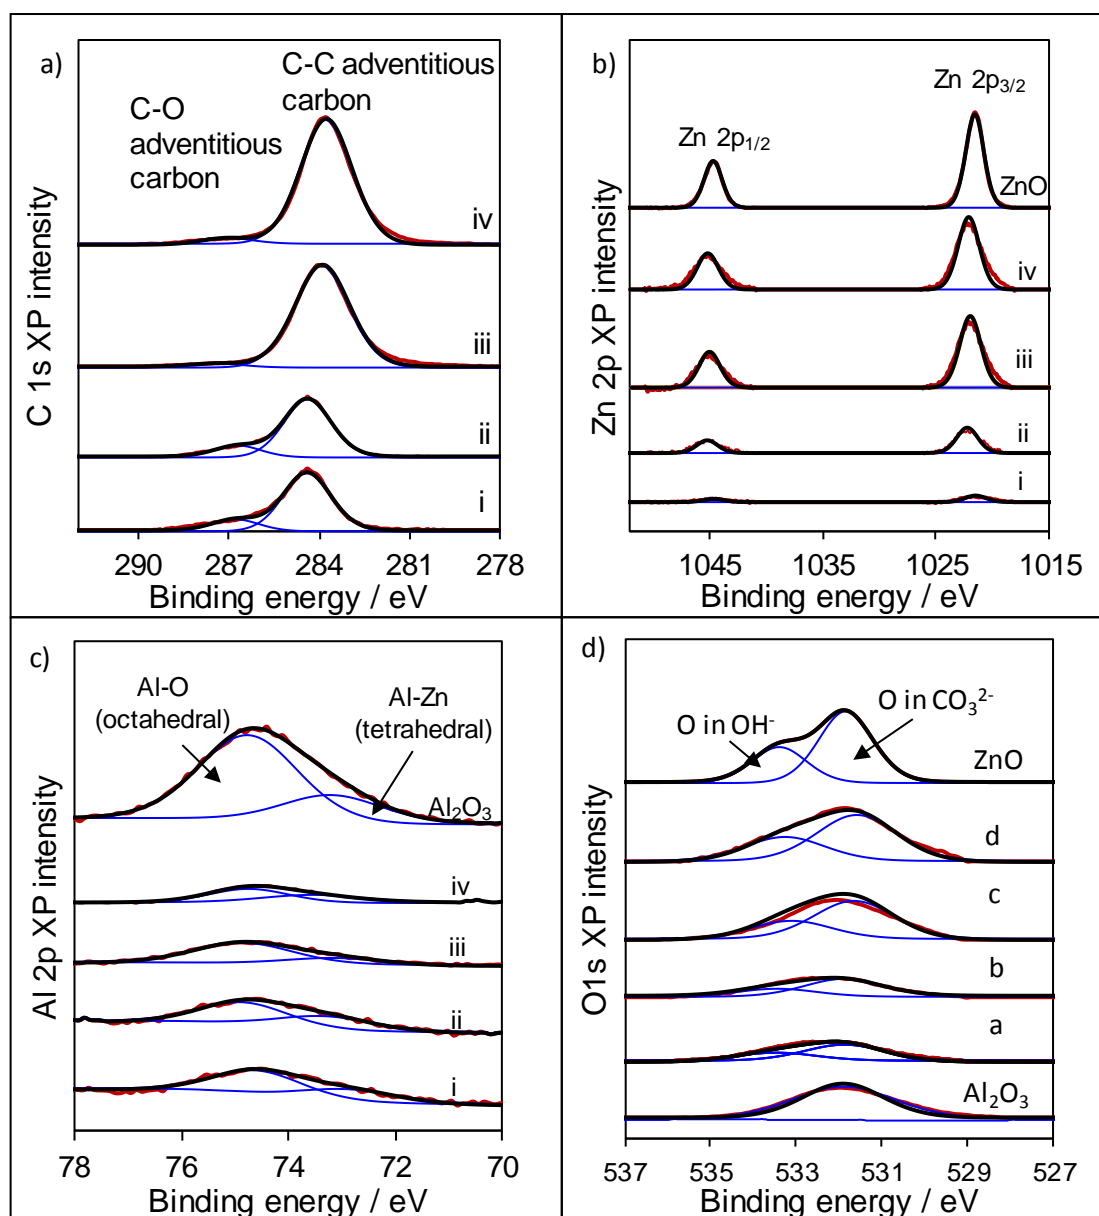 a)
C-C adventitious
carbon
C-O
adventitious
carbon
iv
iii
ii
i
C 1s XP intensity
290 287 284 281 278
Binding energy / eV
b)
Zn 2p3/2
Zn 2p1/2
ZnO
iv
iii
ii
i
Zn 2p XP intensity
1045 1035 1025 1015
Binding energy / eV
c)
Al-O
(octahedral)
Al-Zn
(tetrahedral)
Al2O3
iv
iii
ii
i
Al 2p XP intensity
78 76 74 72 70
Binding energy / eV
d)
O in CO3 2-
O in OH-
ZnO
d
c
b
a
Al2O3
O1s XP intensity
537 535 533 531 529 527
Binding energy / eV